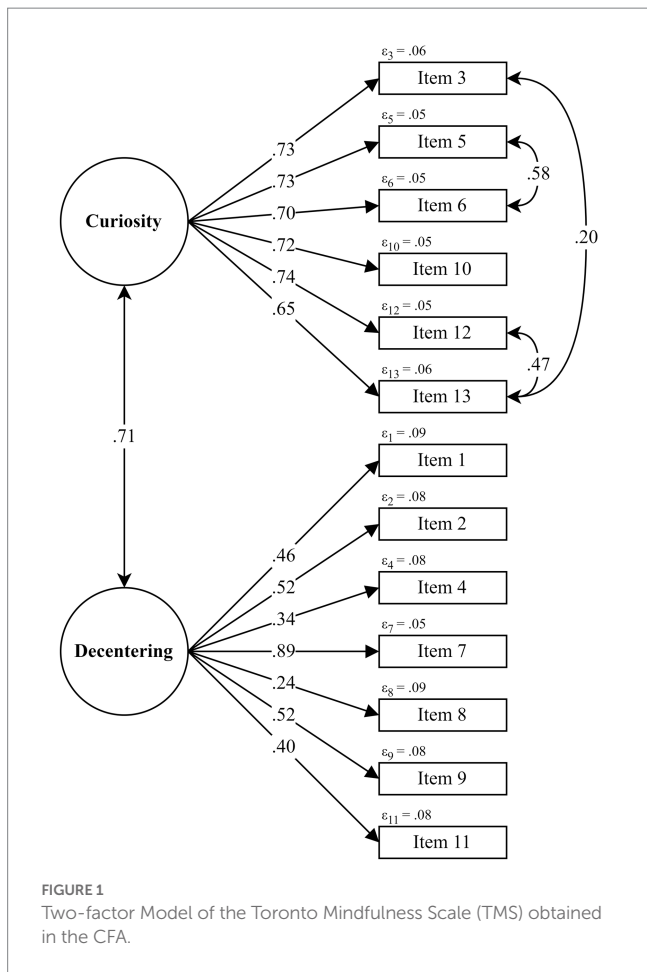 ε3 = .06
Item 3
ε5 = .05
Item 5
.73
.58
ε6 = .05
.73
Item 6
.70
Curiosity
.20
ε10 = .05
.72
Item 10
.74
ε12 = .05
.65
Item 12
.47
ε13 = .06
Item 13
.71
ε1 = .09
Item 1
ε2 = .08
Item 2
.46
ε4 = .08
.52
Item 4
.34
ε7 = .05
Decentering
.89
Item 7
.24
ε8 = .09
Item 8
.52
ε9 = .08
.40
Item 9
ε11 = .08
Item 11
FIGURE 1
Two-factor Model of the Toronto Mindfulness Scale (TMS) obtained
in the CFA.